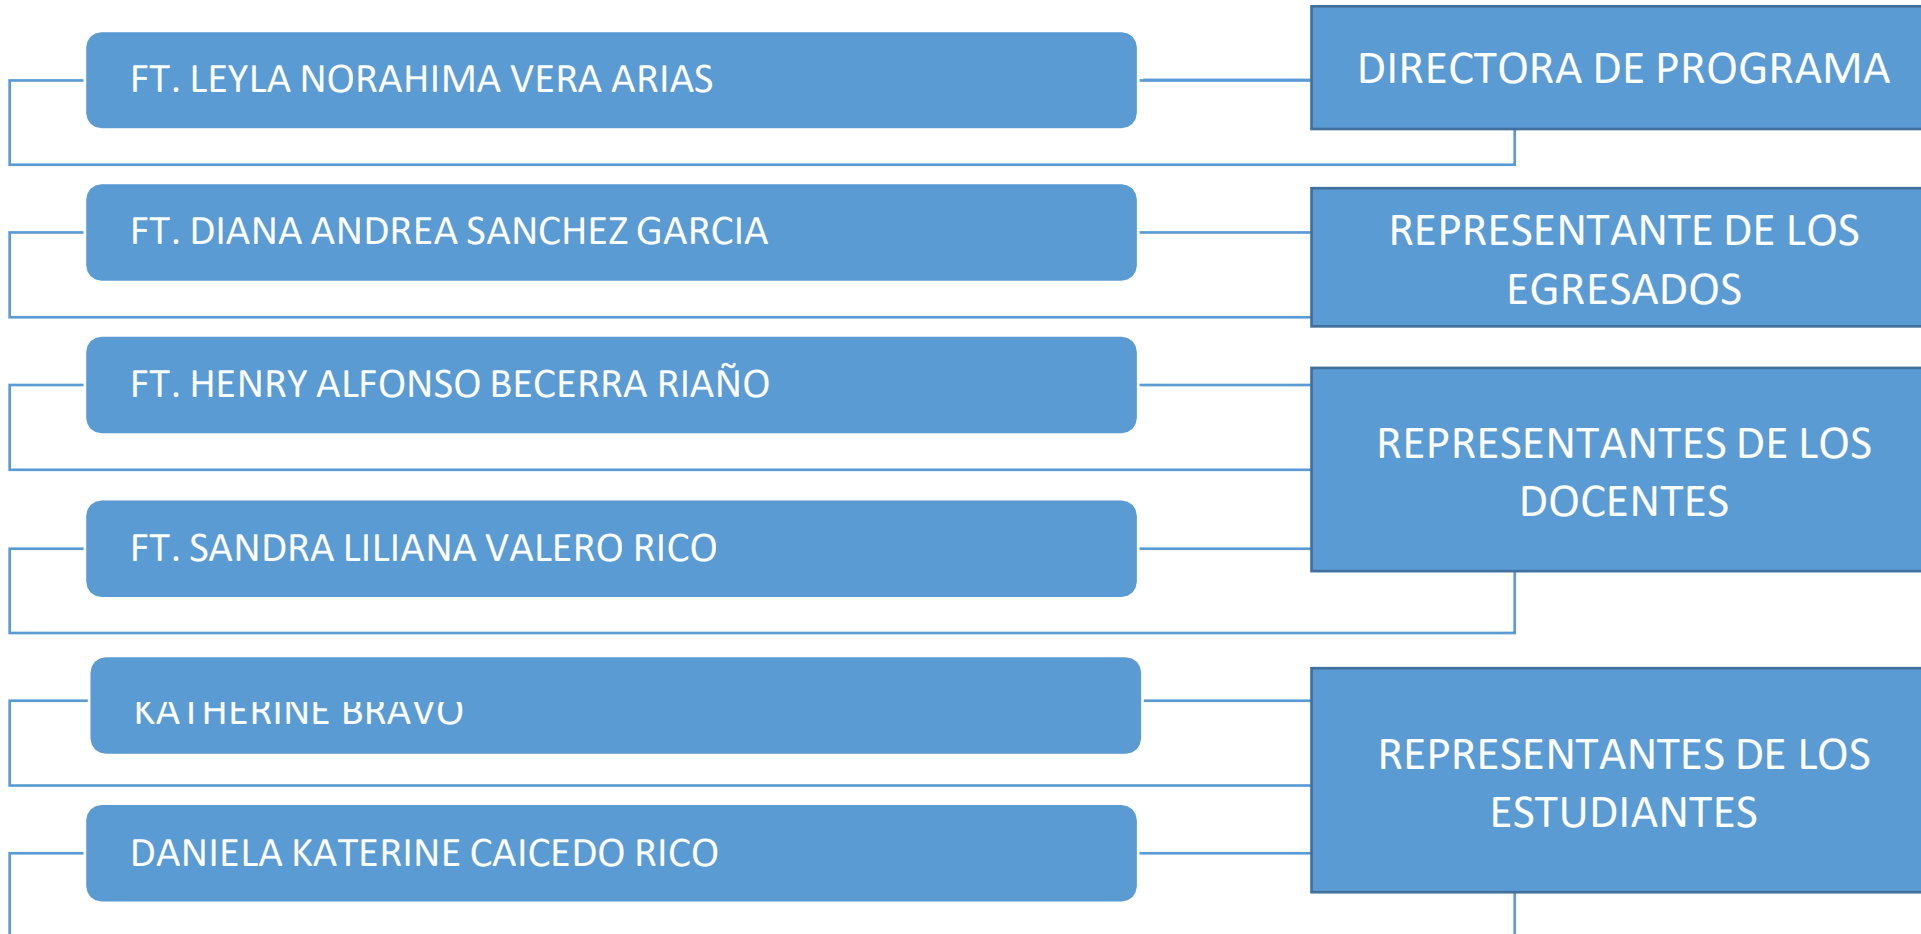 FT. LEYLA NORAHIMA VERA ARIAS
DIRECTORA DE PROGRAMA
FT. DIANA ANDREA SANCHEZ GARCIA
REPRESENTANTE DE LOS
EGRESADOS
FT. HENRY ALFONSO BECERRA RIAÑO
FT. SANDRA LILIANA VALERO RICO
REPRESENTANTES DE LOS
DOCENTES
KATHERINE BRAVO
DANIELA KATERINE CAICEDO RICO
REPRESENTANTES DE LOS
ESTUDIANTES